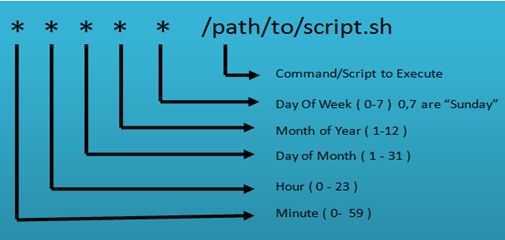 * * * * * /path/to/script.sh
Command/Script to Execute
Day Of Week ( 0-7 ) 0,7 are “Sunday”
Month of Year ( 1-12 )
Day of Month ( 1 - 31 )
Hour ( 0 - 23 )
Minute ( 0- 59 )